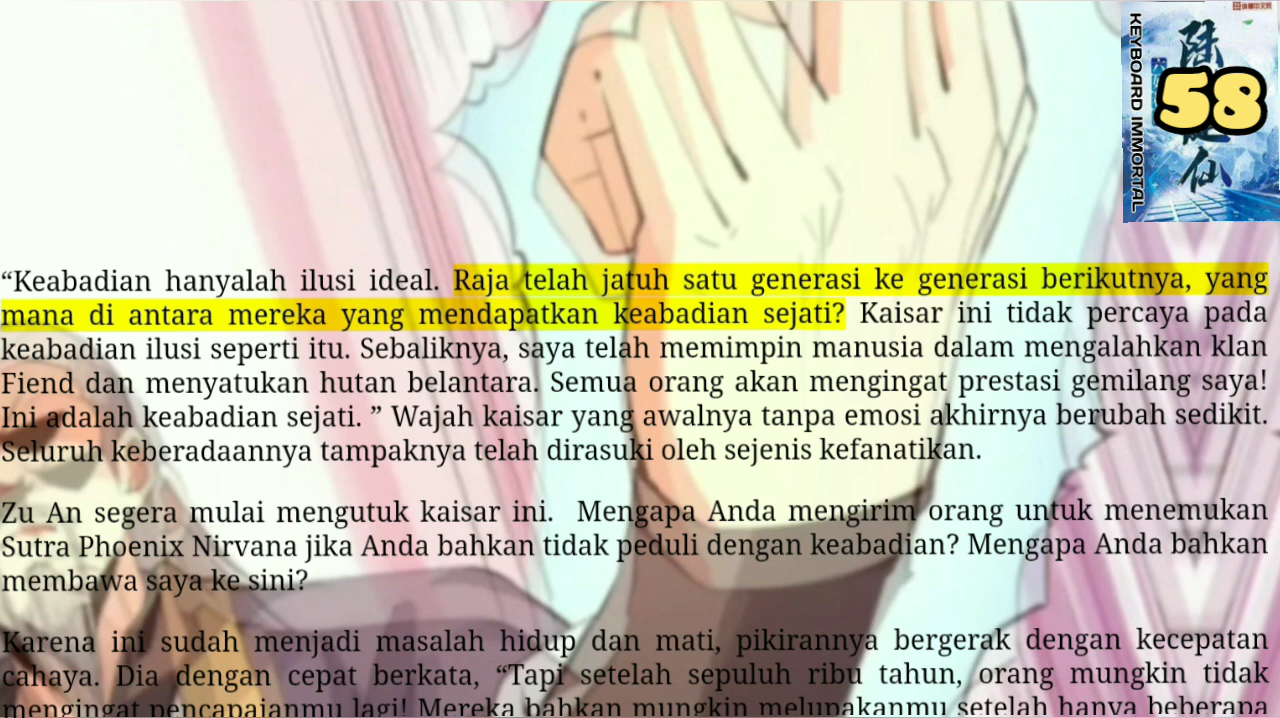 KEYBOARD IMMORTAL
58
“Keabadian hanyalah ilusi ideal. Raja telah jatuh satu generasi ke generasi berikutnya, yang
mana di antara mereka yang mendapatkan keabadian sejati? Kaisar ini tidak percaya pada
keabadian ilusi seperti itu. Sebaliknya, saya telah memimpin manusia dalam mengalahkan klan
Fiend dan menyatukan hutan belantara. Semua orang akan mengingat prestasi gemilang saya!
Ini adalah keabadian sejati. ” Wajah kaisar yang awalnya tanpa emosi akhirnya berubah sedikit.
Seluruh keberadaannya tampaknya telah dirasuki oleh sejenis kefanatikan.
Zu An segera mulai mengutuk kaisar ini.  Mengapa Anda mengirim orang untuk menemukan
Sutra Phoenix Nirvana jika Anda bahkan tidak peduli dengan keabadian? Mengapa Anda bahkan
membawa saya ke sini?
Karena ini sudah menjadi masalah hidup dan mati, pikirannya bergerak dengan kecepatan
cahaya. Dia dengan cepat berkata, “Tapi setelah sepuluh ribu tahun, orang mungkin tidak
mengingat pencapaianmu lagi! Mereka bahkan mungkin melupakanmu setelah hanya beberapa